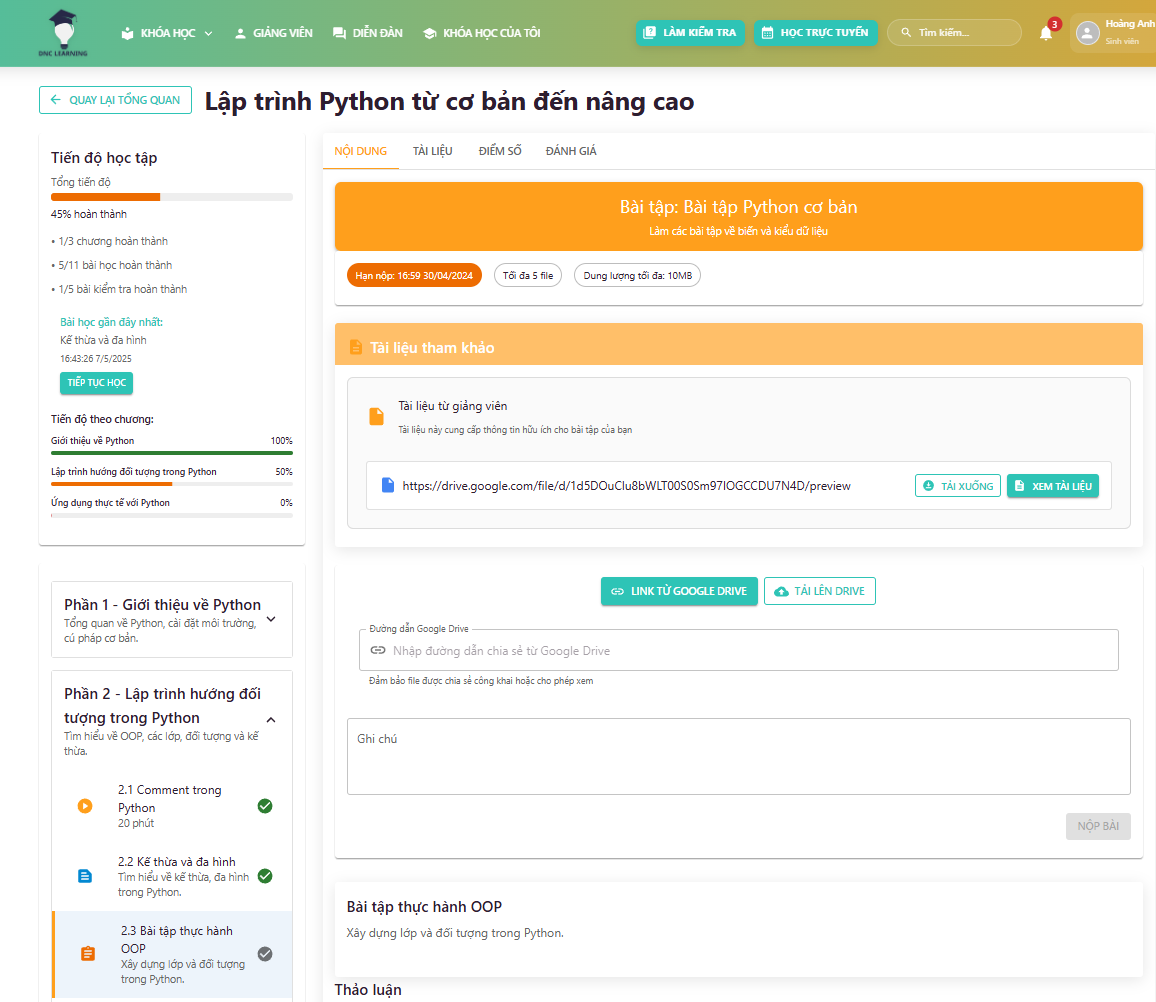 DNC LEARNING
KHÓA HỌC
GIẢNG VIÊN
DIỄN ĐÀN
KHÓA HỌC CỦA TÔI
LÀM KIỂM TRA
HỌC TRỰC TUYẾN
Tìm kiếm...
3
Hoàng Anh
Sinh viên
QUAY LẠI TỔNG QUAN
Lập trình Python từ cơ bản đến nâng cao
Tiến độ học tập
Tổng tiến độ
45% hoàn thành
• 1/3 chương hoàn thành
• 5/11 bài học hoàn thành
• 1/5 bài kiểm tra hoàn thành
Bài học gần đây nhất:
Kế thừa và đa hình
16:43:26 7/5/2025
TIẾP TỤC HỌC
Tiến độ theo chương:
Giới thiệu về Python 100%
Lập trình hướng đối tượng trong Python 50%
Ứng dụng thực tế với Python 0%
Phần 1 - Giới thiệu về Python
Tổng quan về Python, cài đặt môi trường,
cú pháp cơ bản.
Phần 2 - Lập trình hướng đối
tượng trong Python
Tìm hiểu về OOP, các lớp, đối tượng và kế
thừa.
2.1 Comment trong
Python
20 phút
2.2 Kế thừa và đa hình
Tìm hiểu về kế thừa, đa hình
trong Python.
2.3 Bài tập thực hành
OOP
Xây dựng lớp và đối tượng
trong Python.
NỘI DUNG
TÀI LIỆU
ĐIỂM SỐ
ĐÁNH GIÁ
Bài tập: Bài tập Python cơ bản
Làm các bài tập về biến và kiểu dữ liệu
Hạn nộp: 16:59 30/04/2024
Tối đa 5 file
Dung lượng tối đa: 10MB
Tài liệu tham khảo
Tài liệu từ giảng viên
Tài liệu này cung cấp thông tin hữu ích cho bài tập của bạn
https://drive.google.com/file/d/1d5DOuClu8bWLT00S0Sm97lOGCCDU7N4D/preview
TẢI XUỐNG
XEM TÀI LIỆU
LINK TỪ GOOGLE DRIVE
TẢI LÊN DRIVE
Đường dẫn Google Drive
Nhập đường dẫn chia sẻ từ Google Drive
Đảm bảo file được chia sẻ công khai hoặc cho phép xem
Ghi chú
NỘP BÀI
Bài tập thực hành OOP
Xây dựng lớp và đối tượng trong Python.
Thảo luận